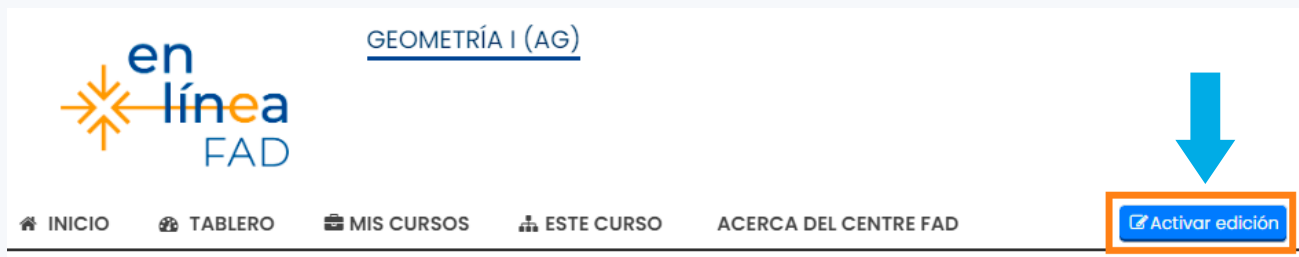 en
línea
FAD
GEOMETRÍA I (AG)
INICIO TABLERO MIS CURSOS ESTE CURSO ACERCA DEL CENTRE FAD Activar edición